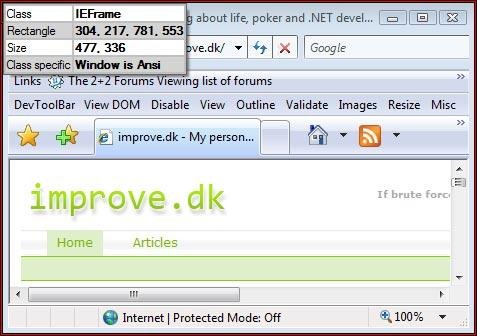 Class IEFrame
Rectangle 304, 217, 781, 553
Size 477, 336
Class specific Window is Ansi
g about life, poker and .NET devel...
ove.dk/ Google
Links The 2+2 Forums Viewing list of forums
DevToolBar View DOM Disable View Outline Validate Images Resize Misc
improve.dk - My person...
improve.dk
If brute force
Home Articles
Internet | Protected Mode: Off 100%